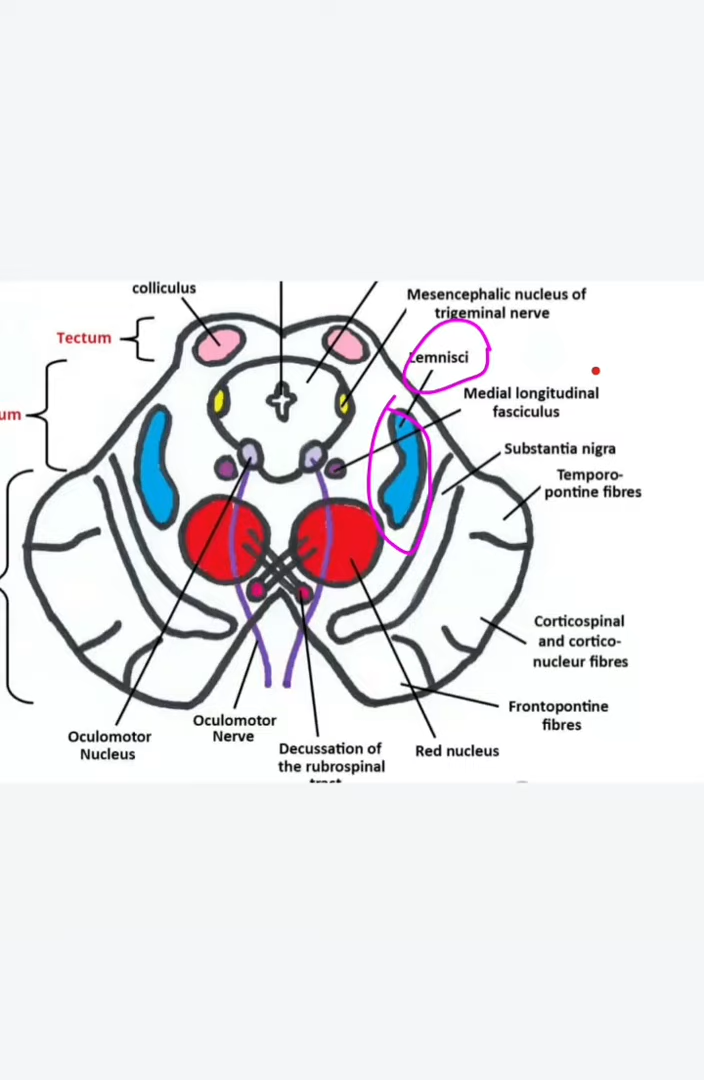 colliculus
Mesencephalic nucleus of
trigeminal nerve
Tectum
Lemnisci
Medial longitudinal
fasciculus
um
Substantia nigra
Temporo-
pontine fibres
Corticospinal
and cortico-
nucleur fibres
Frontopontine
fibres
Oculomotor
Nucleus
Oculomotor
Nerve
Decussation of
the rubrospinal
Red nucleus